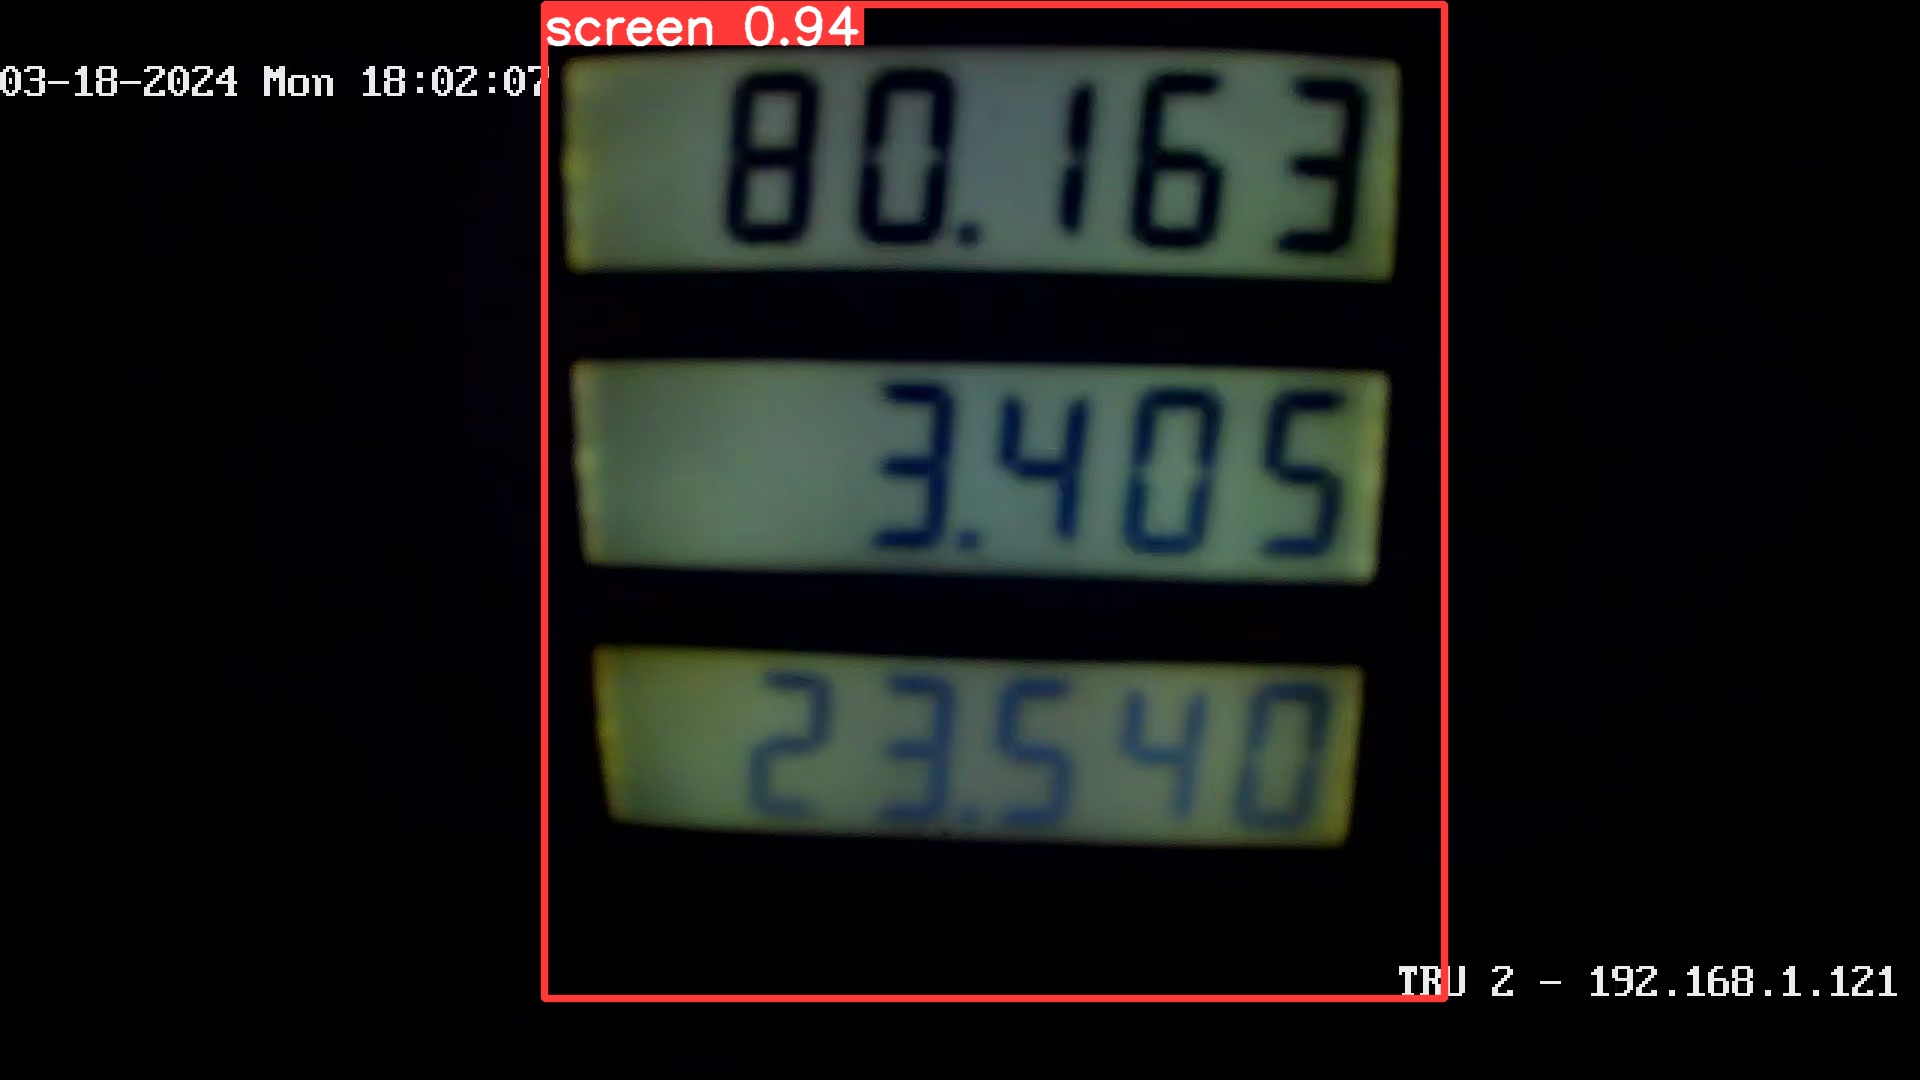 screen 0.94
03-18-2024 Mon 18:02:07
80.163
3.405
23.540
TRU 2 - 192.168.1.121